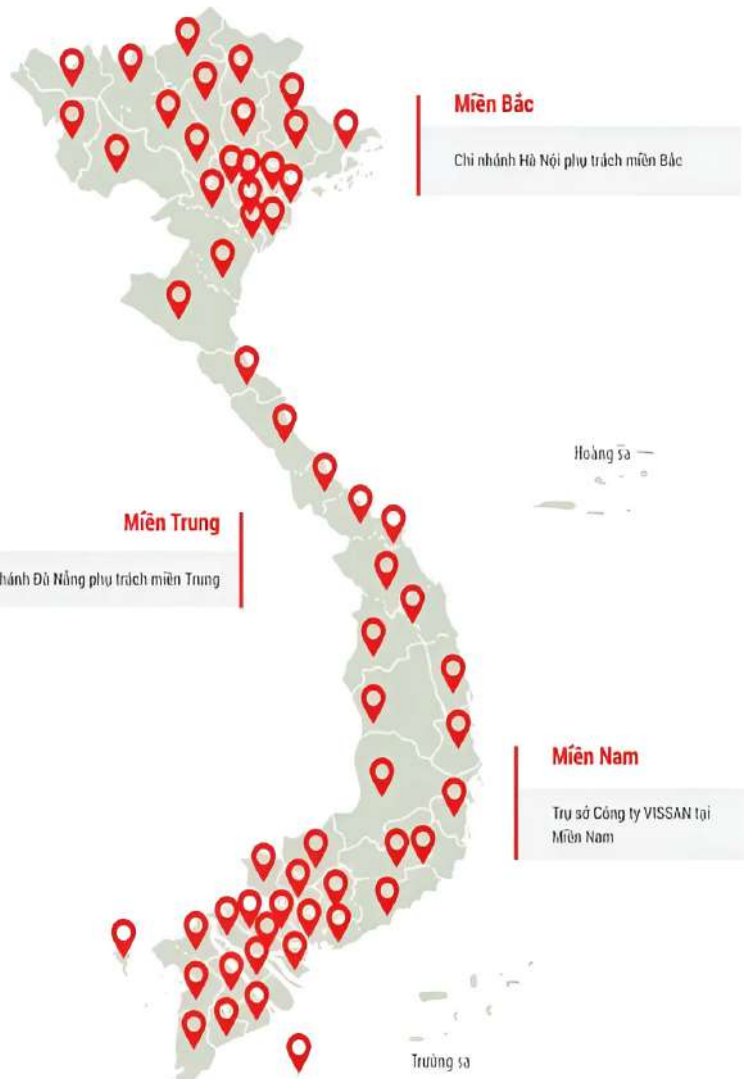 Miền Bắc
Chi nhánh Hà Nội phụ trách miền Bắc
Hoàng sa
Miền Trung
hánh Đà Nẵng phụ trách miền Trung
Miền Nam
Trụ sở Công ty VISSAN tại
Miền Nam
Trường sa